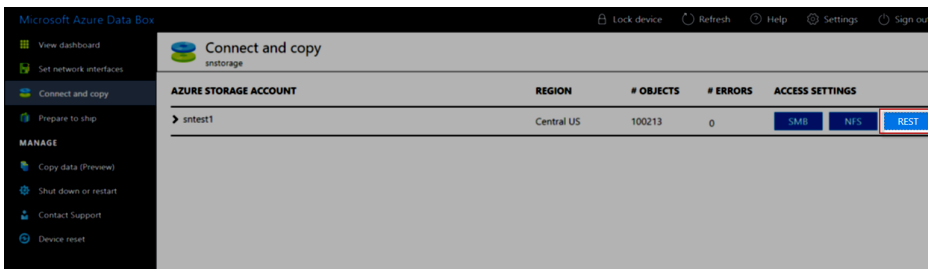 Microsoft Azure Data Box
Lock device Refresh Help Settings Sign out
View dashboard
Set network interfaces
Connect and copy
Prepare to ship
MANAGE
Copy data (Preview)
Shut down or restart
Contact Support
Device reset
Connect and copy
snstorage
AZURE STORAGE ACCOUNT REGION # OBJECTS # ERRORS ACCESS SETTINGS
sntest1 Central US 100213 0 SMB NFS REST